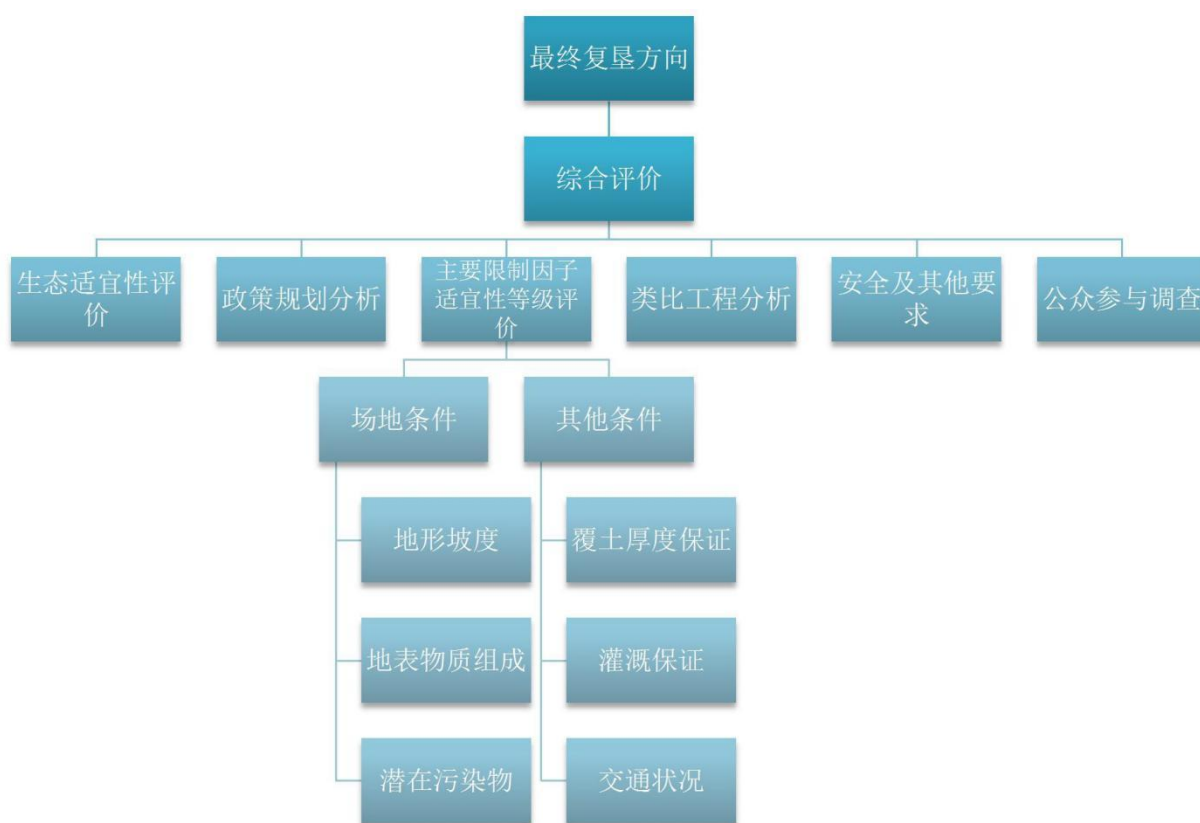 最终复垦方向
综合评价
生态适宜性评
价
政策规划分析
主要限制因子
适宜性等级评
价
类比工程分析
安全及其他要
求
公众参与调查
场地条件
其他条件
地形坡度
覆土厚度保证
地表物质组成
灌溉保证
潜在污染物
交通状况